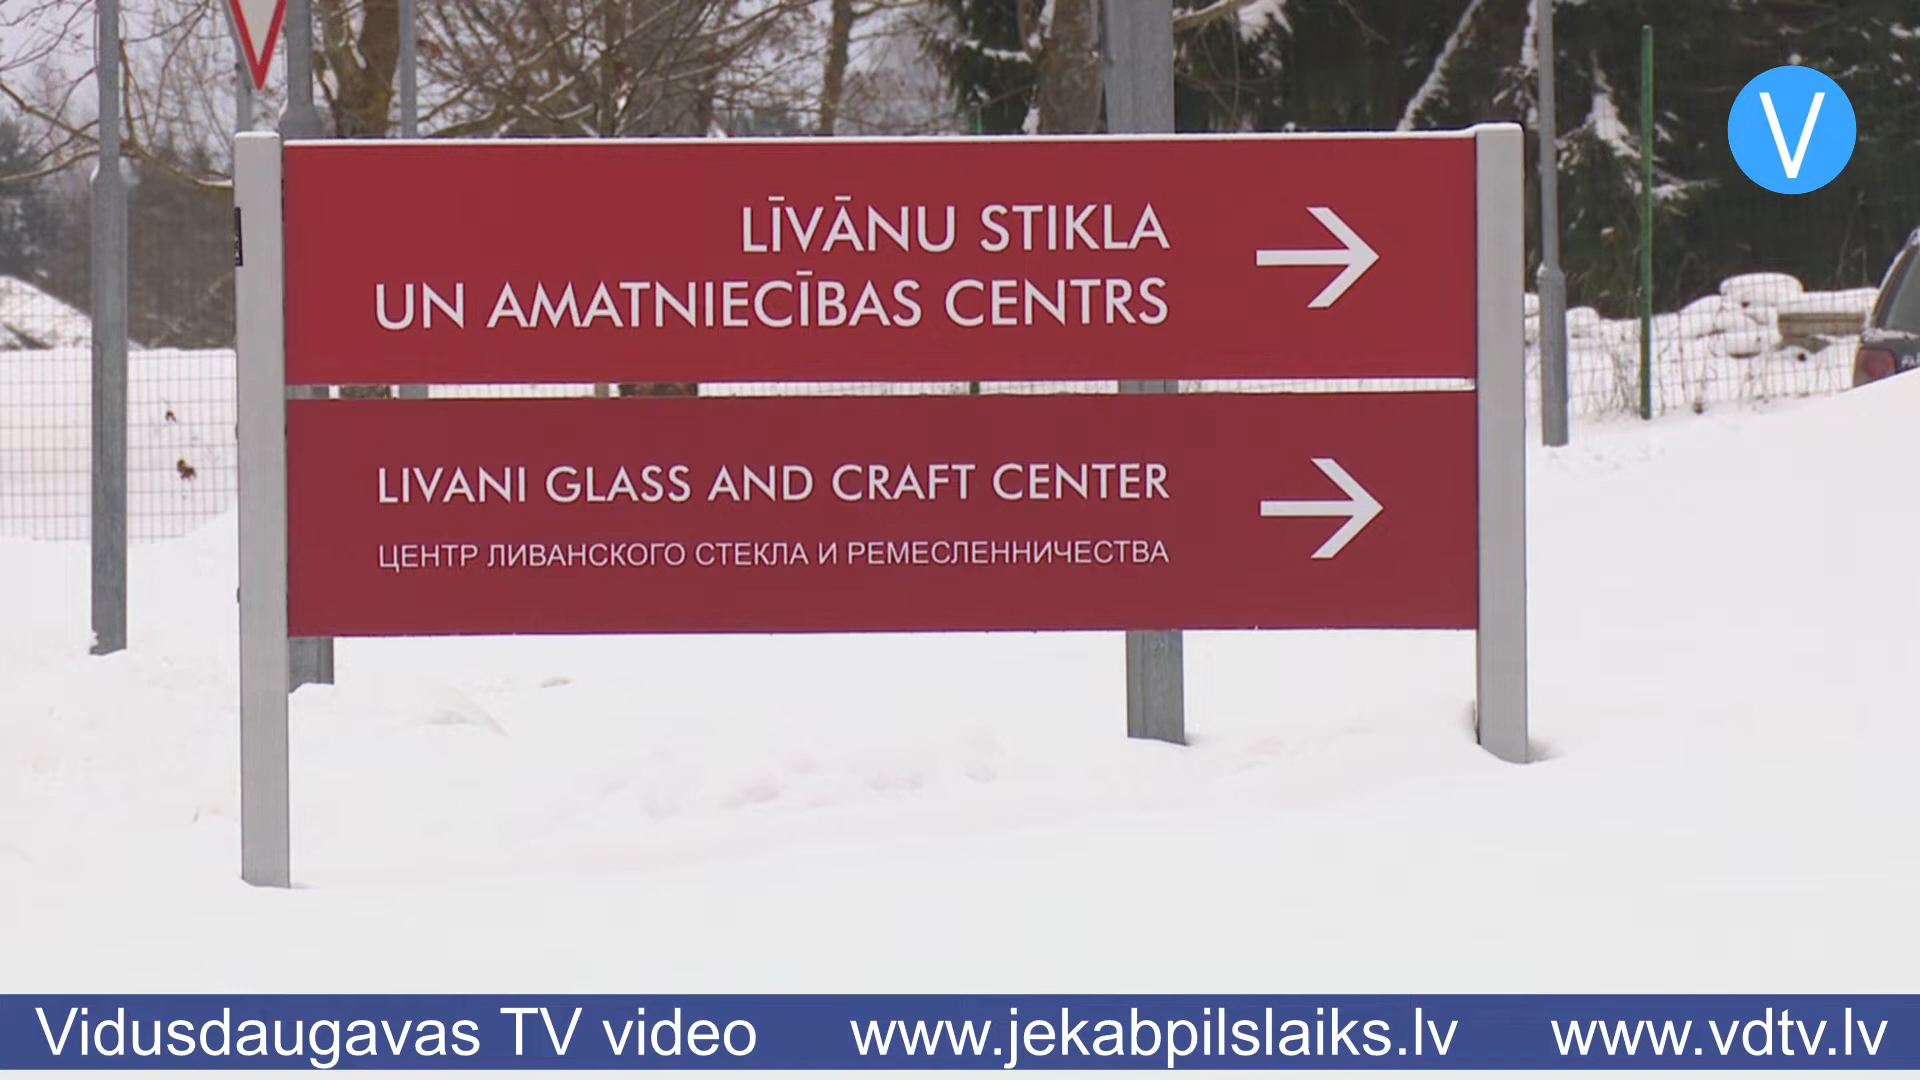 V
LĪVĀNU STIKLA
UN AMATNIECĪBAS CENTRS
LIVANI GLASS AND CRAFT CENTER
ЦЕНТР ЛИВАНСКОГО СТЕКЛА И РЕМЕСЛЕННИЧЕСТВА
Vidusdaugavas TV video www.jekabpilslaiks.lv www.vdtv.lv